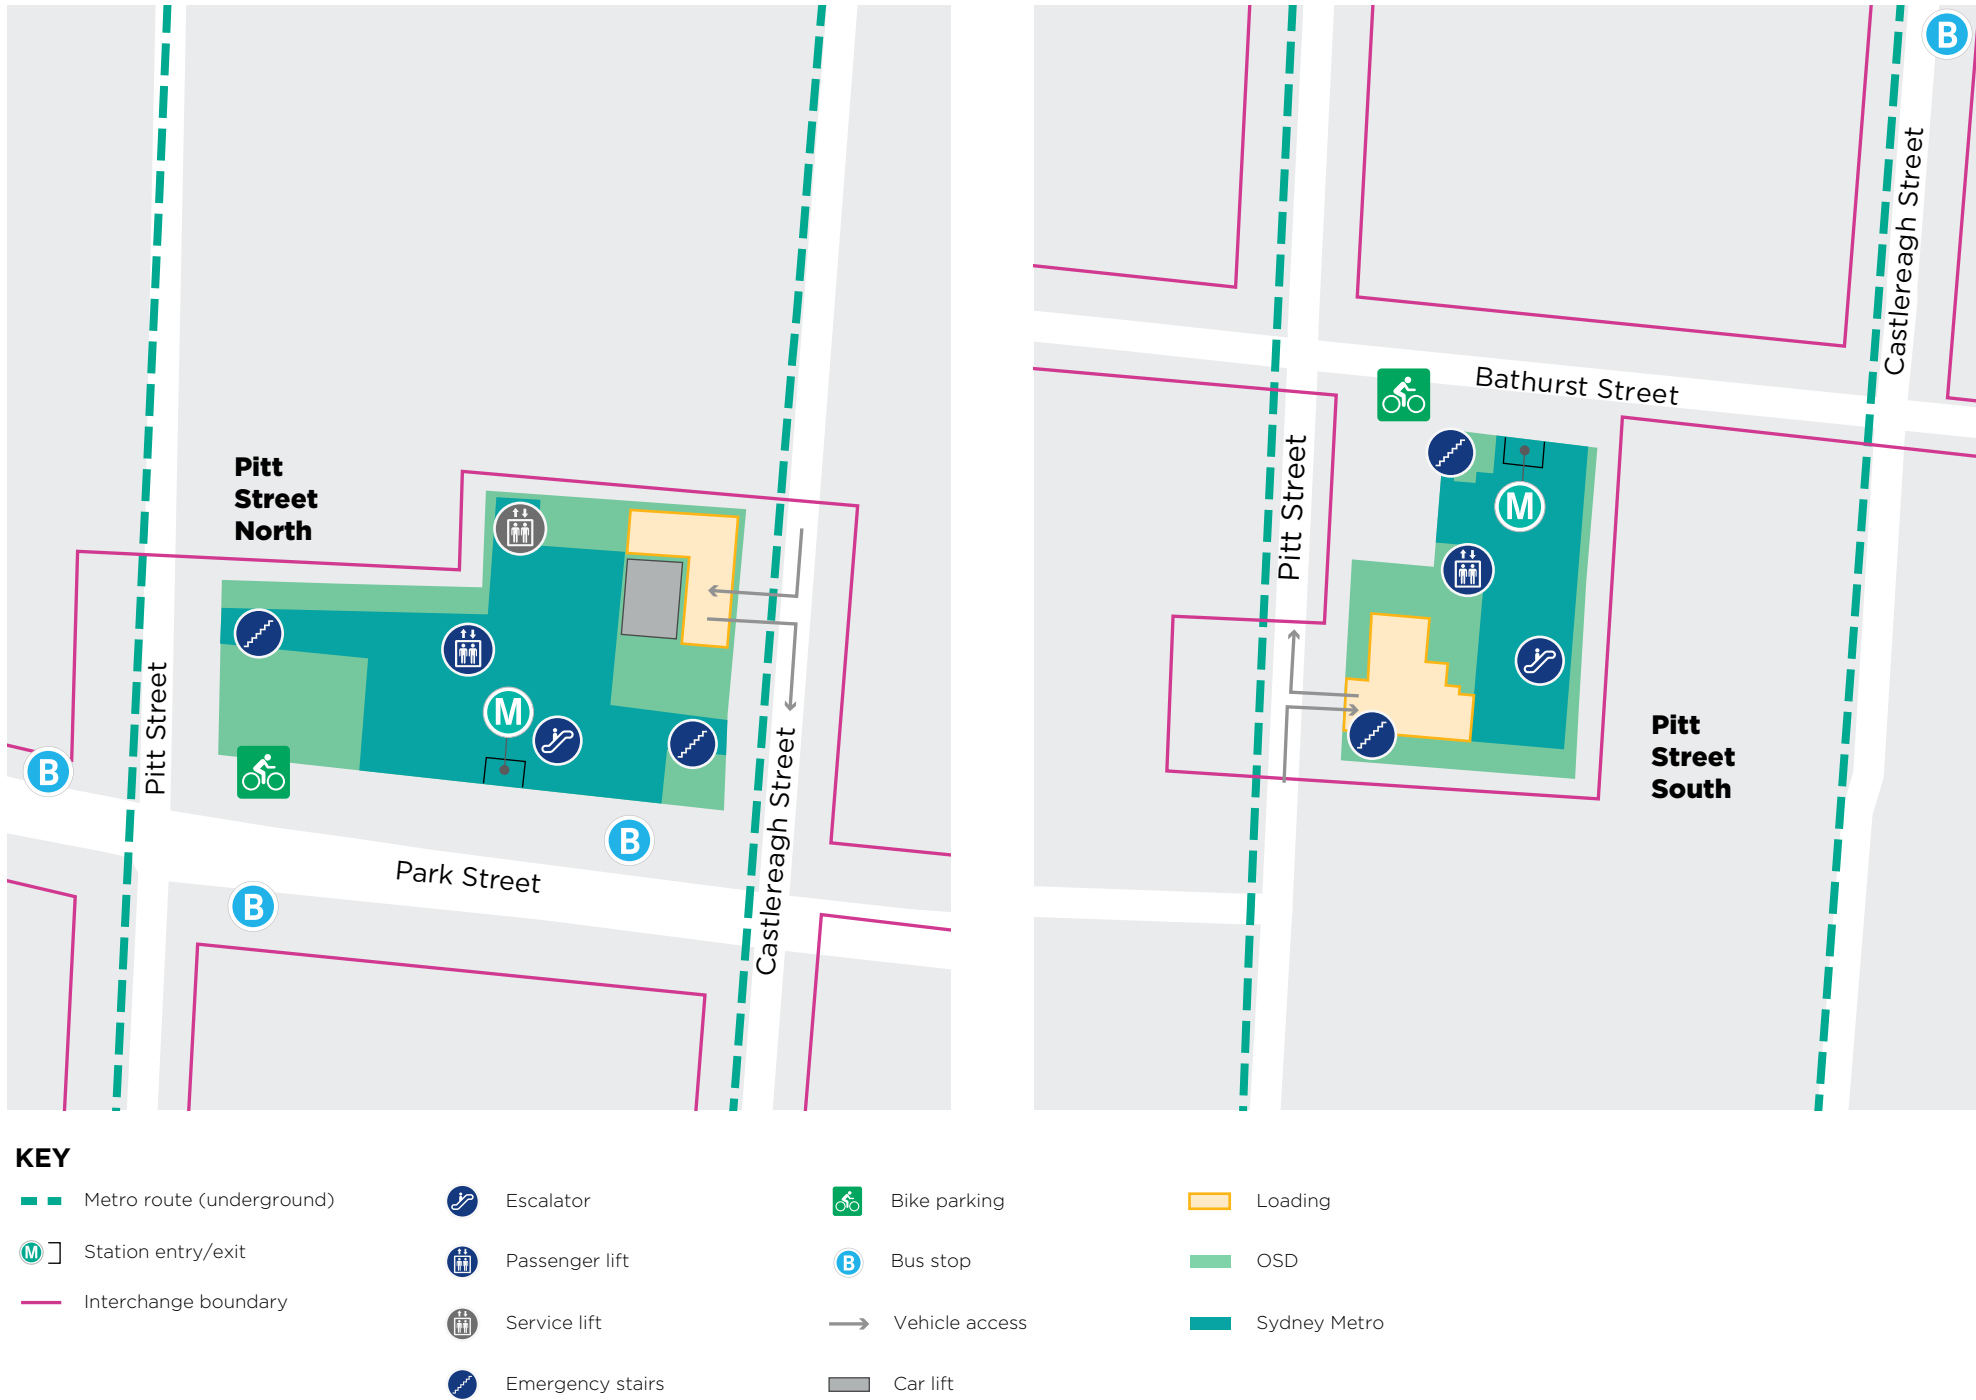 B
Castlereagh Street
Bathurst Street
Pitt Street
M
Pitt
Street
South
Pitt
Street
North
M
Pitt Street
B
B
B
Park Street
Castlereagh Street
KEY
Metro route (underground)
M Station entry/exit
Interchange boundary
Escalator
Passenger lift
Service lift
Emergency stairs
Bike parking
B Bus stop
Vehicle access
Car lift
Loading
OSD
Sydney Metro